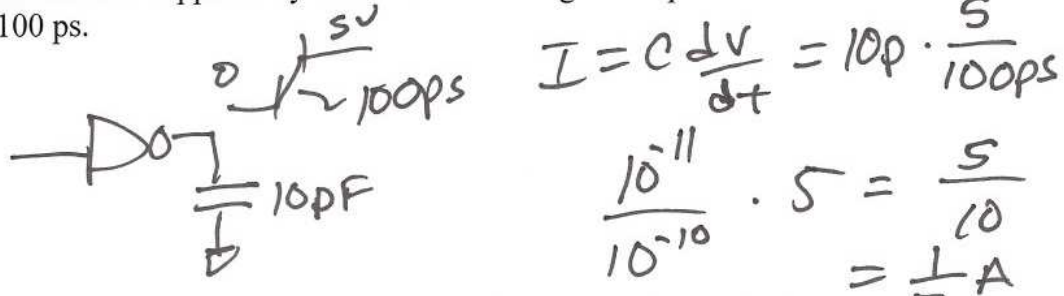 100 ps.
5V
0
100ps
10pF
I = C dV/dt = 10p · 5/100ps
10^-11/10^-10 · 5 = 5/10
= 1/ A